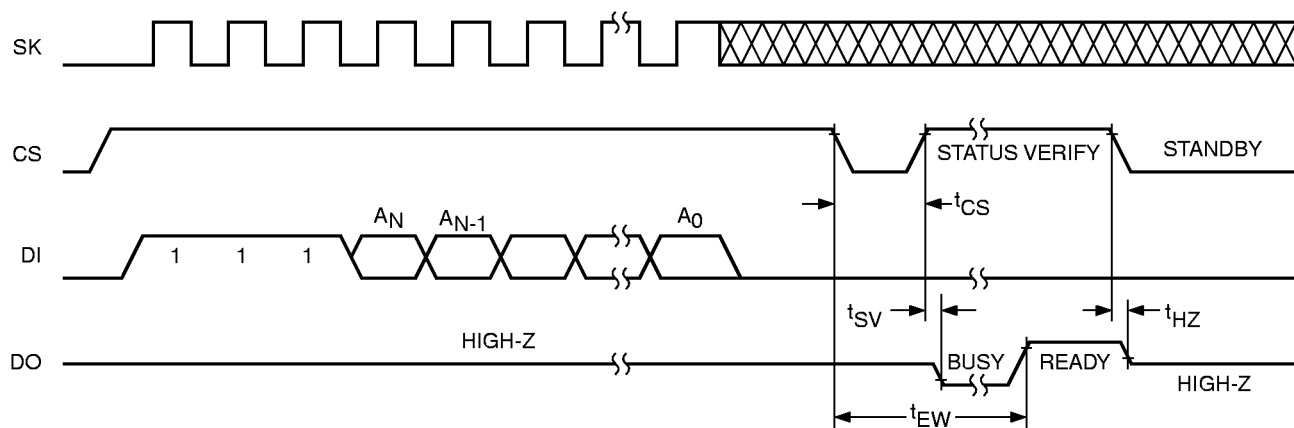 SK
CS
STATUS VERIFY
STANDBY
tCS
AN
AN-1
A0
DI
1 1 1
tSV
tHZ
HIGH-Z
DO
BUSY
READY
HIGH-Z
tEW